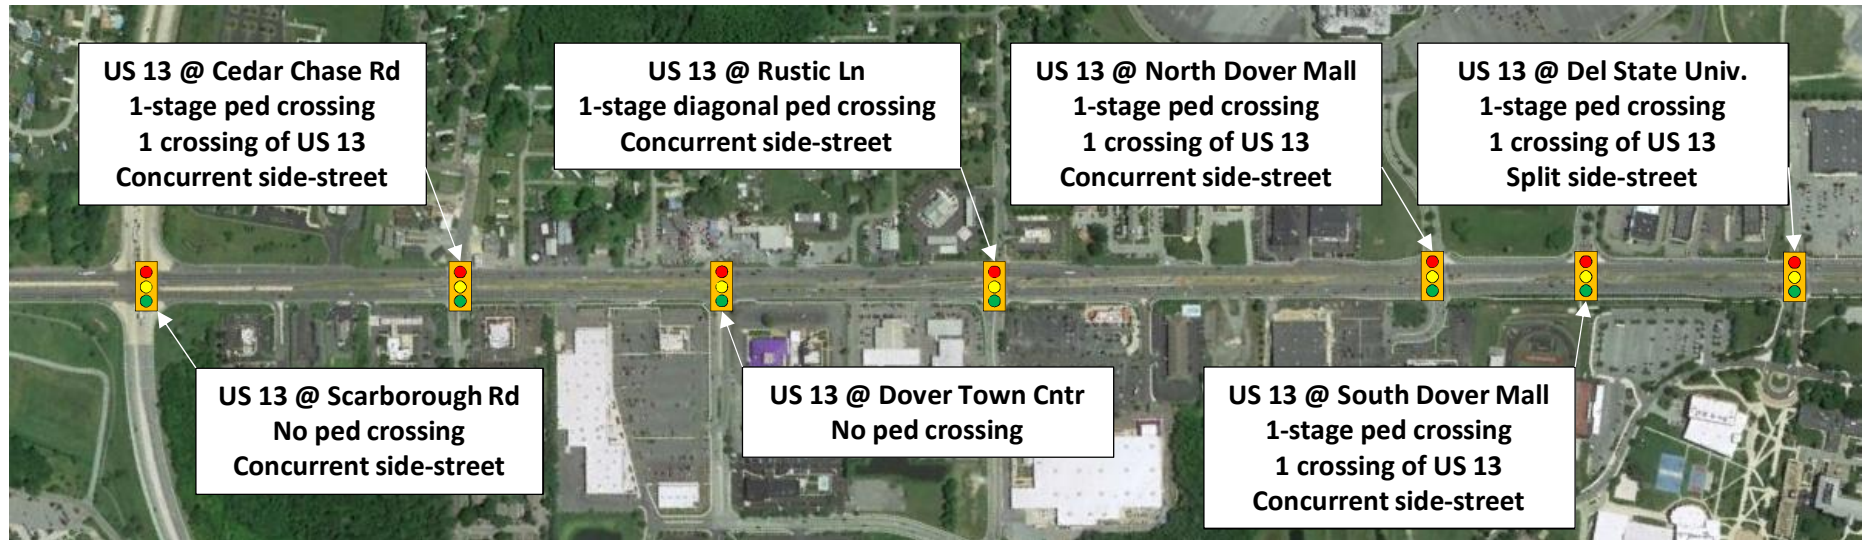 US 13 @ Cedar Chase Rd
1-stage ped crossing
1 crossing of US 13
Concurrent side-street
US 13 @ Rustic Ln
1-stage diagonal ped crossing
Concurrent side-street
US 13 @ North Dover Mall
1-stage ped crossing
1 crossing of US 13
Concurrent side-street
US 13 @ Del State Univ.
1-stage ped crossing
1 crossing of US 13
Split side-street
US 13 @ Scarborough Rd
No ped crossing
Concurrent side-street
US 13 @ Dover Town Cntr
No ped crossing
US 13 @ South Dover Mall
1-stage ped crossing
1 crossing of US 13
Concurrent side-street